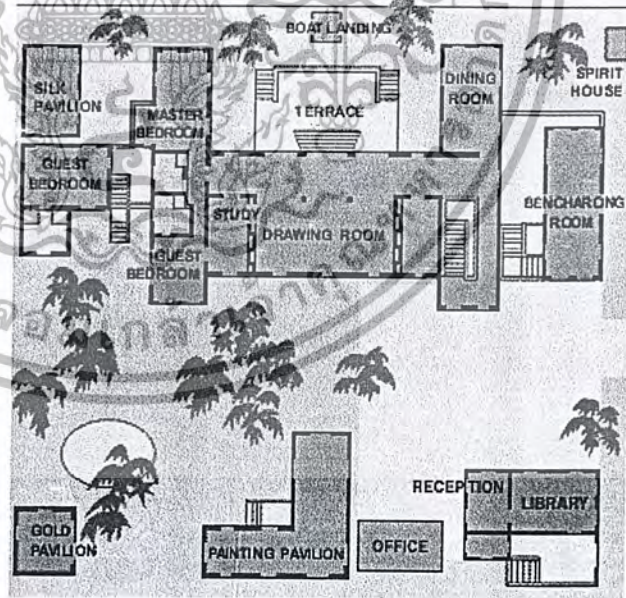 BOAT LANDING
SILK
PAVILION
MASTER
BEDROOM
TERRACE
DINING
ROOM
SPIRIT
HOUSE
GUEST
BEDROOM
STUDY
DRAWING ROOM
BENCHARONG
ROOM
GUEST
BEDROOM
GOLD
PAVILION
PAINTING PAVILION
OFFICE
RECEPTION
LIBRARY